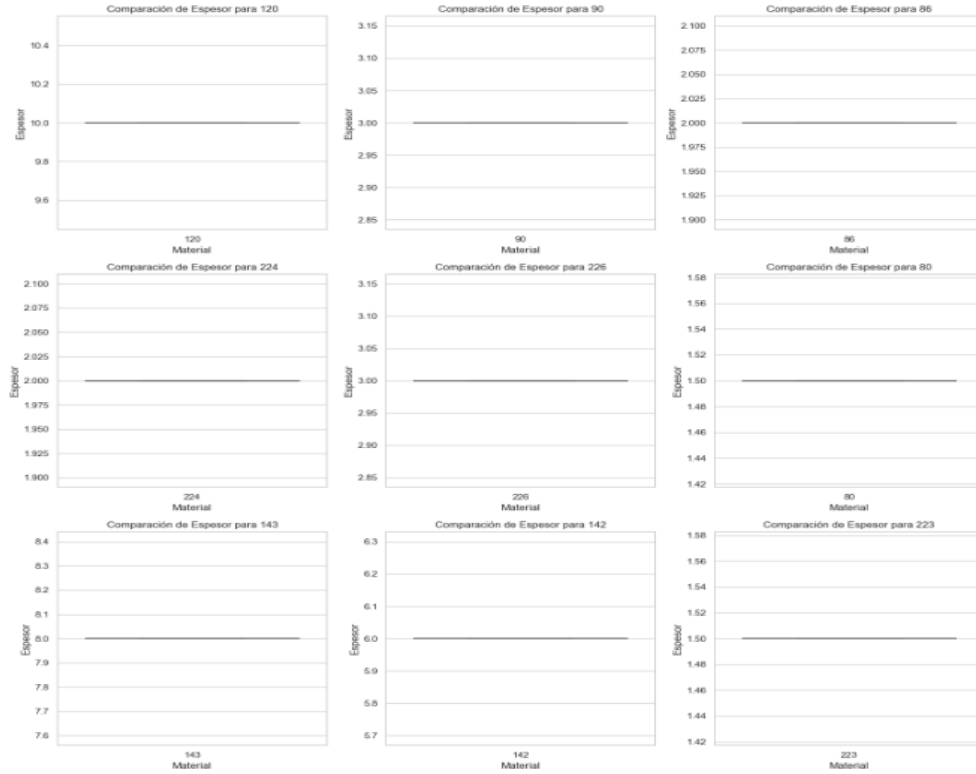 Comparación de Espesor para 120
10.4
10.2
10.0
9.8
9.6
Espesor
120
Material
Comparación de Espesor para 90
3.15
3.10
3.05
3.00
2.95
2.90
2.85
Espesor
90
Material
Comparación de Espesor para 86
2.100
2.075
2.050
2.025
2.000
1.975
1.950
1.925
1.900
Espesor
86
Material
Comparación de Espesor para 224
2.100
2.075
2.050
2.025
2.000
1.975
1.950
1.925
1.900
Espesor
224
Material
Comparación de Espesor para 226
3.15
3.10
3.05
3.00
2.95
2.90
2.85
Espesor
226
Material
Comparación de Espesor para 80
1.58
1.56
1.54
1.52
1.50
1.48
1.46
1.44
1.42
Espesor
80
Material
Comparación de Espesor para 143
8.4
8.3
8.2
8.1
8.0
7.9
7.8
7.7
7.6
Espesor
143
Material
Comparación de Espesor para 142
6.3
6.2
6.1
6.0
5.9
5.8
5.7
Espesor
142
Material
Comparación de Espesor para 223
1.58
1.56
1.54
1.52
1.50
1.48
1.46
1.44
1.42
Espesor
223
Material